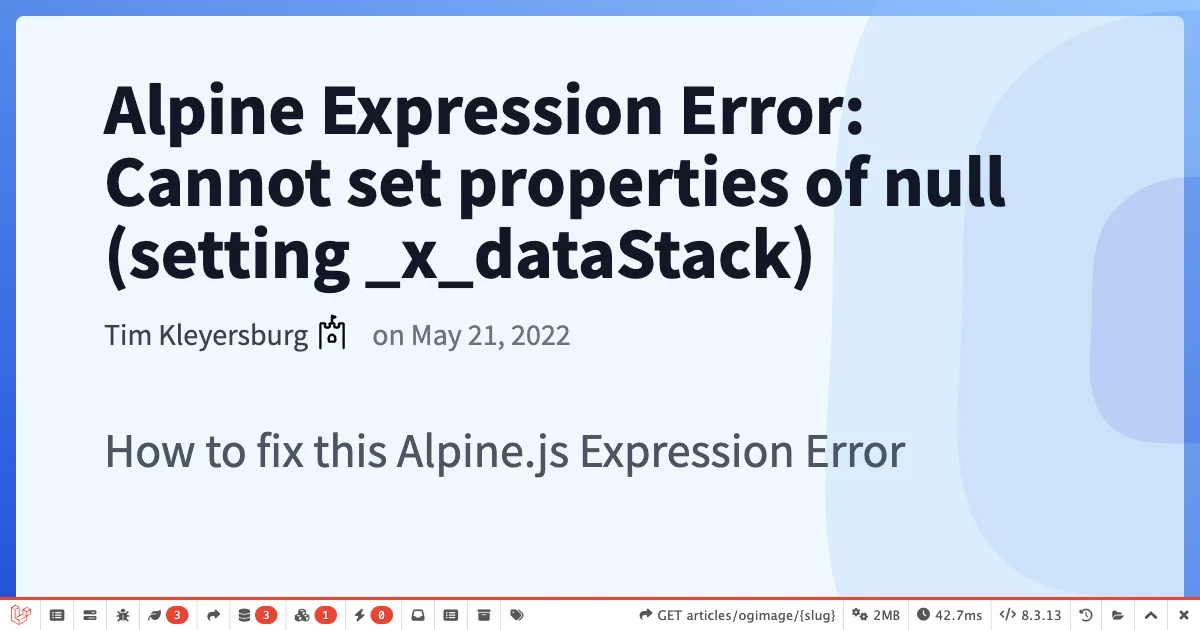 Alpine Expression Error:
Cannot set properties of null
(setting _x_dataStack)
Tim Kleyersburg on May 21, 2022
How to fix this Alpine.js Expression Error
3 3 1 0 GET articles/ogimage/{slug} 2MB 42.7ms 8.3.13